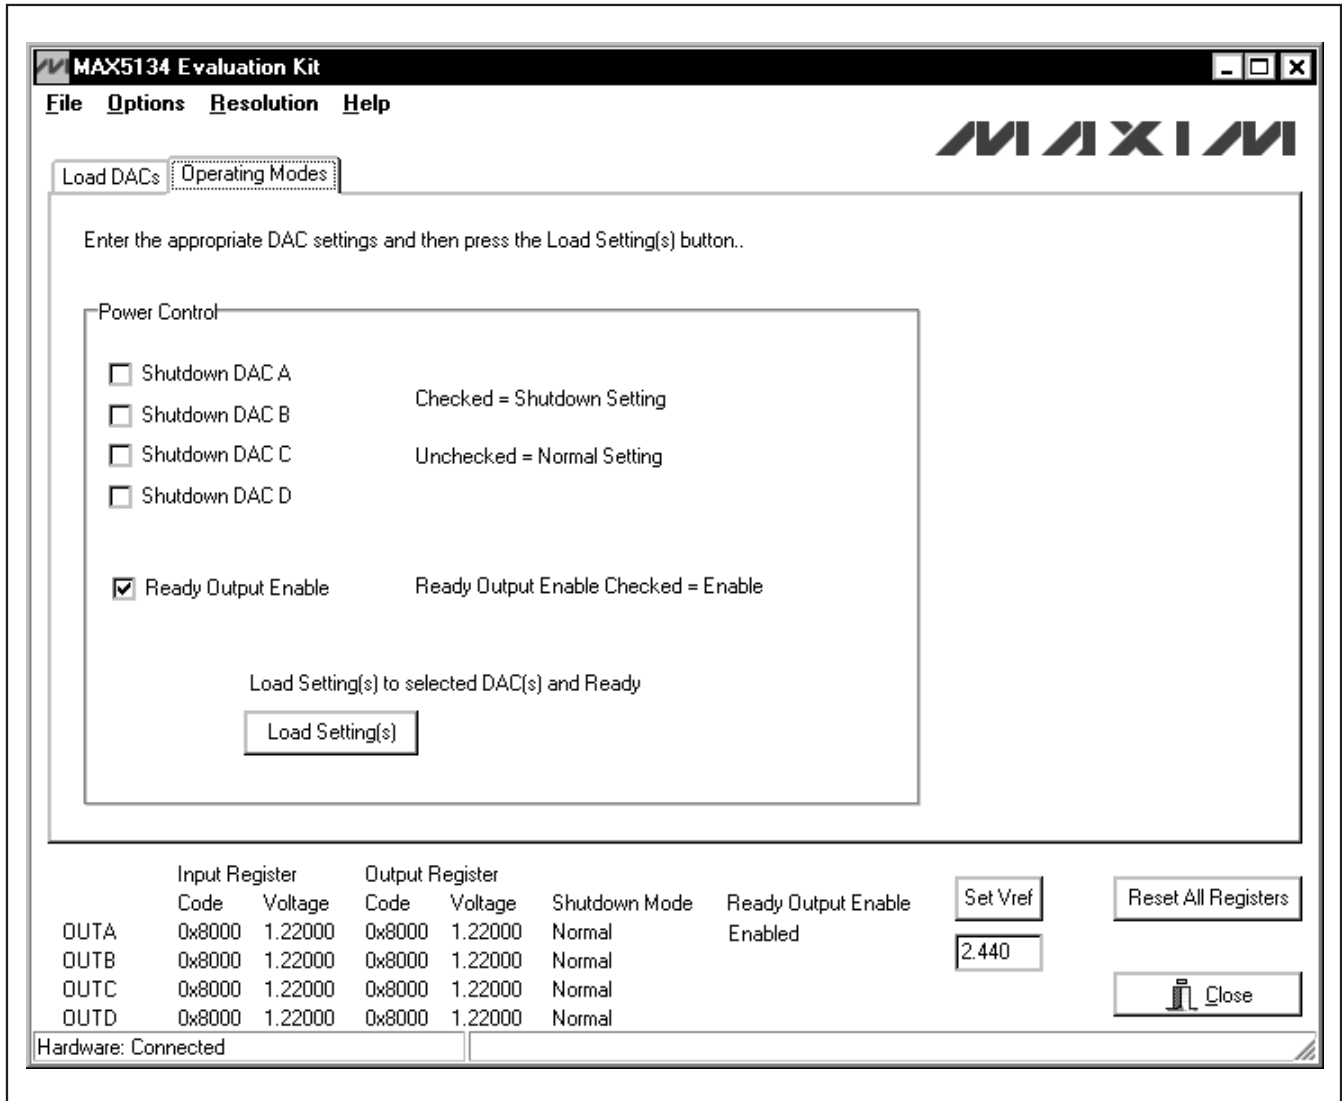 MAX5134 Evaluation Kit
File Options Resolution Help
MAXIM
Load DACs Operating Modes
Enter the appropriate DAC settings and then press the Load Setting(s) button..
Power Control
Shutdown DAC A
Shutdown DAC B
Shutdown DAC C
Shutdown DAC D
Checked = Shutdown Setting
Unchecked = Normal Setting
Ready Output Enable Ready Output Enable Checked = Enable
Load Setting(s) to selected DAC(s) and Ready
Load Setting(s)
Input Register Output Register
Code Voltage Code Voltage Shutdown Mode Ready Output Enable
OUTA 0x8000 1.22000 0x8000 1.22000 Normal Enabled
OUTB 0x8000 1.22000 0x8000 1.22000 Normal
OUTC 0x8000 1.22000 0x8000 1.22000 Normal
OUTD 0x8000 1.22000 0x8000 1.22000 Normal
Set Vref
2.440
Reset All Registers
Close
Hardware: Connected